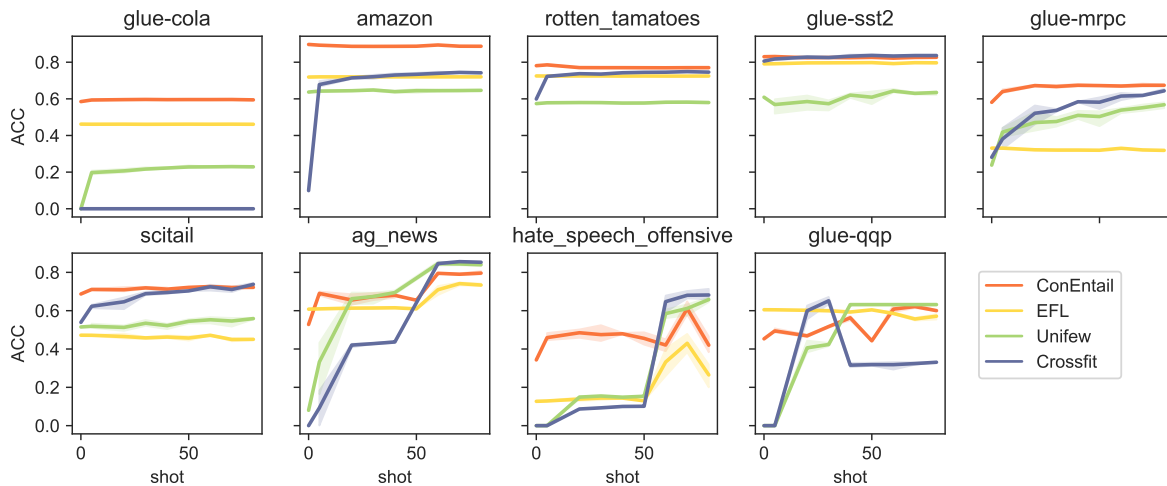 glue-cola
amazon
rotten_tamatoes
glue-sst2
glue-mrpc
ACC
0.8
0.6
0.4
0.2
0.0
scitail
ag_news
hate_speech_offensive
glue-qqp
ACC
0.8
0.6
0.4
0.2
0.0
0
50
0
50
0
50
0
50
shot
shot
shot
shot
ConEntail
EFL
Unifew
Crossfit